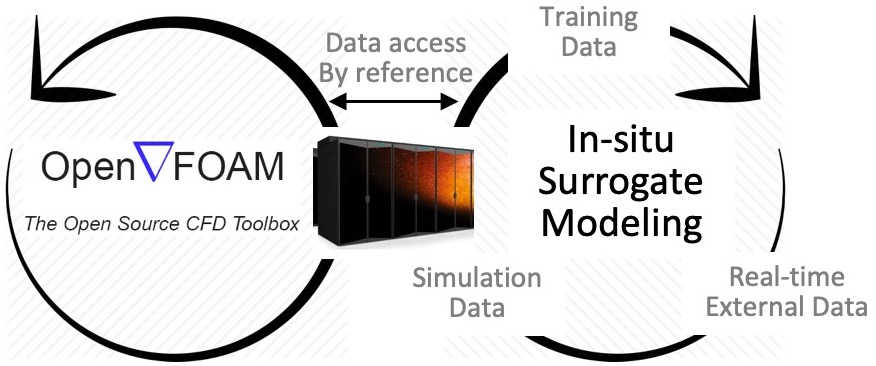 Data access
By reference
Training
Data
Open∇FOAM
The Open Source CFD Toolbox
In-situ
Surrogate
Modeling
Simulation
Data
Real-time
External Data